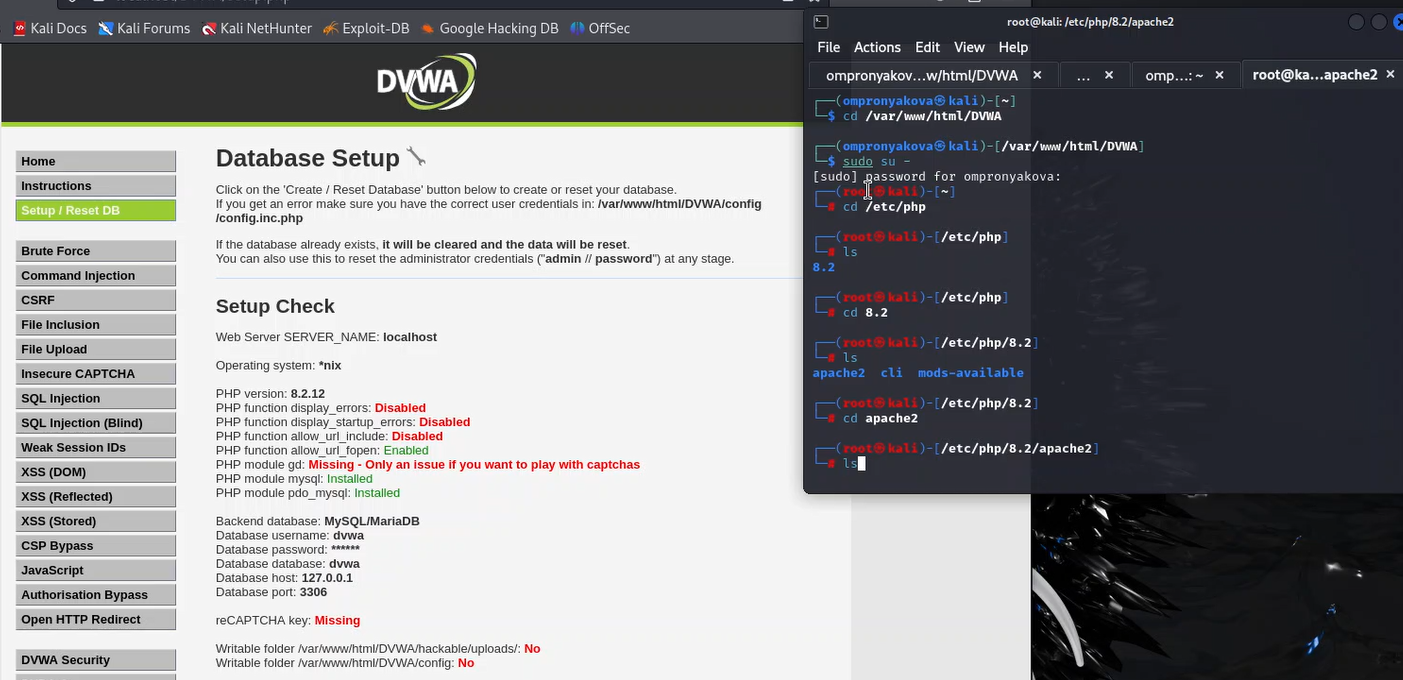 Kali Docs Kali Forums Kali NetHunter Exploit-DB Google Hacking DB OffSec
DVWA
Home
Instructions
Setup / Reset DB
Brute Force
Command Injection
CSRF
File Inclusion
File Upload
Insecure CAPTCHA
SQL Injection
SQL Injection (Blind)
Weak Session IDs
XSS (DOM)
XSS (Reflected)
XSS (Stored)
CSP Bypass
JavaScript
Authorisation Bypass
Open HTTP Redirect
DVWA Security
Database Setup
Click on the 'Create / Reset Database' button below to create or reset your database.
If you get an error make sure you have the correct user credentials in: /var/www/html/DVWA/config
/config.inc.php
If the database already exists, it will be cleared and the data will be reset.
You can also use this to reset the administrator credentials ("admin // password") at any stage.
Setup Check
Web Server SERVER_NAME: localhost
Operating system: *nix
PHP version: 8.2.12
PHP function display_errors: Disabled
PHP function display_startup_errors: Disabled
PHP function allow_url_include: Disabled
PHP function allow_url_fopen: Enabled
PHP module gd: Missing - Only an issue if you want to play with captchas
PHP module mysql: Installed
PHP module pdo_mysql: Installed
Backend database: MySQL/MariaDB
Database username: dvwa
Database password: ******
Database database: dvwa
Database host: 127.0.0.1
Database port: 3306
reCAPTCHA key: Missing
Writable folder /var/www/html/DVWA/hackable/uploads/: No
Writable folder /var/www/html/DVWA/config: No
root@kali: /etc/php/8.2/apache2
File Actions Edit View Help
ompronyakov...w/html/DVWA × ... × omp...: ~ × root@ka...apache2 ×
┌──(ompronyakova㉿kali)-[~]
└─$ cd /var/www/html/DVWA
┌──(ompronyakova㉿kali)-[/var/www/html/DVWA]
└─$ sudo su -
[sudo] password for ompronyakova:
┌──(root㉿kali)-[~]
└─# cd /etc/php
┌──(root㉿kali)-[/etc/php]
└─# ls
8.2
┌──(root㉿kali)-[/etc/php]
└─# cd 8.2
┌──(root㉿kali)-[/etc/php/8.2]
└─# ls
apache2 cli mods-available
┌──(root㉿kali)-[/etc/php/8.2]
└─# cd apache2
┌──(root㉿kali)-[/etc/php/8.2/apache2]
└─# ls